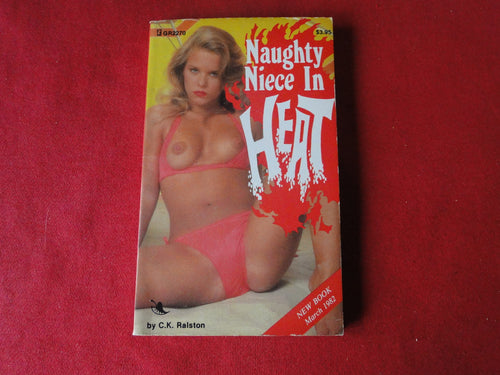 GR2270
$3.95
Naughty
Niece In
HEAT
NEW BOOK
March 1982
by C.K. Ralston